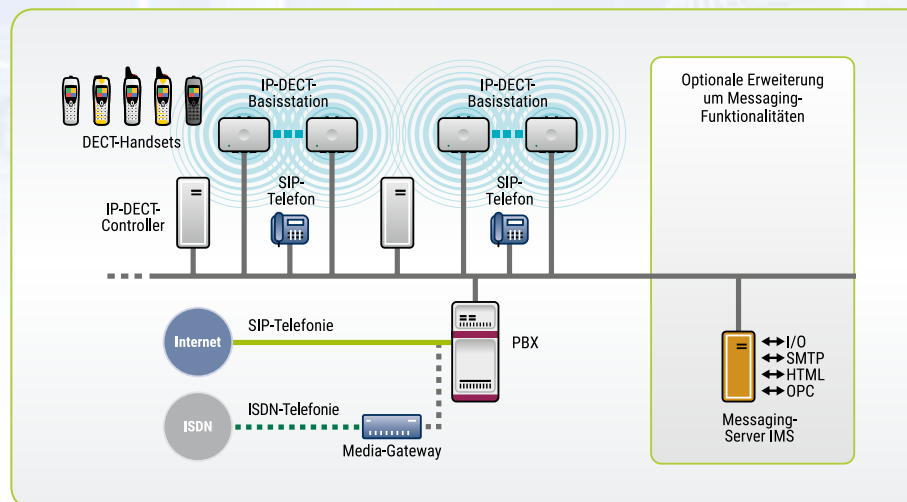 IP-DECT-
Basisstation
IP-DECT-
Basisstation
Optionale Erweiterung
um Messaging-
Funktionalitäten
DECT-Handsets
IP-DECT-
Controller
SIP-
Telefon
SIP-
Telefon
Internet
SIP-Telefonie
PBX
I/O
SMTP
HTML
OPC
ISDN
ISDN-Telefonie
Media-Gateway
Messaging-
Server IMS